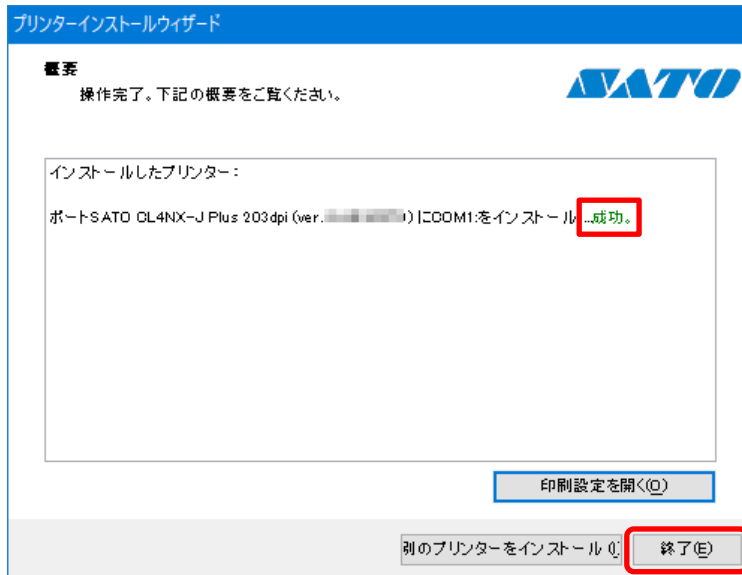 プリンターインストールウィザード
概要
操作完了。下記の概要をご覧ください。
SATO
インストールしたプリンター：
ポートSATO CL4NX-J Plus 203dpi (ver. ) にCOM1:をインストール ...成功。
印刷設定を開く(O)
別のプリンターをインストール (I)
終了(E)